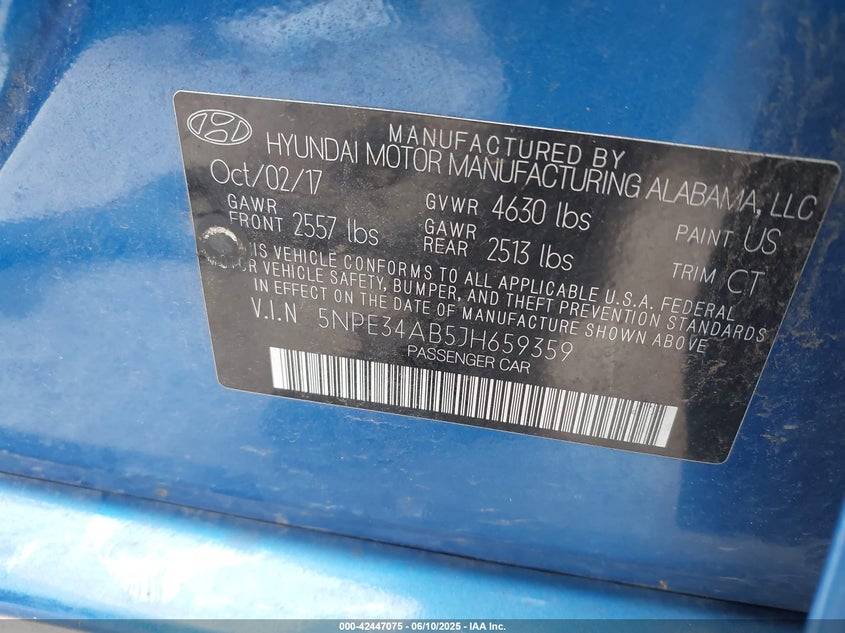 MANUFACTURED BY
HYUNDAI MOTOR MANUFACTURING ALABAMA, LLC
Oct/02/17
GAWR FRONT 2557 lbs
GVWR 4630 lbs
GAWR REAR 2513 lbs
PAINT US
TRIM CT
IS VEHICLE CONFORMS TO ALL APPLICABLE U.S.A. FEDERAL
VEHICLE SAFETY, BUMPER, AND THEFT PREVENTION STANDARDS
IN EFFECT ON THE DATE OF MANUFACTURE SHOWN ABOVE
V.I.N 5NPE34AB5JH659359
PASSENGER CAR
000-42447075 - 06/10/2025 - IAA Inc.